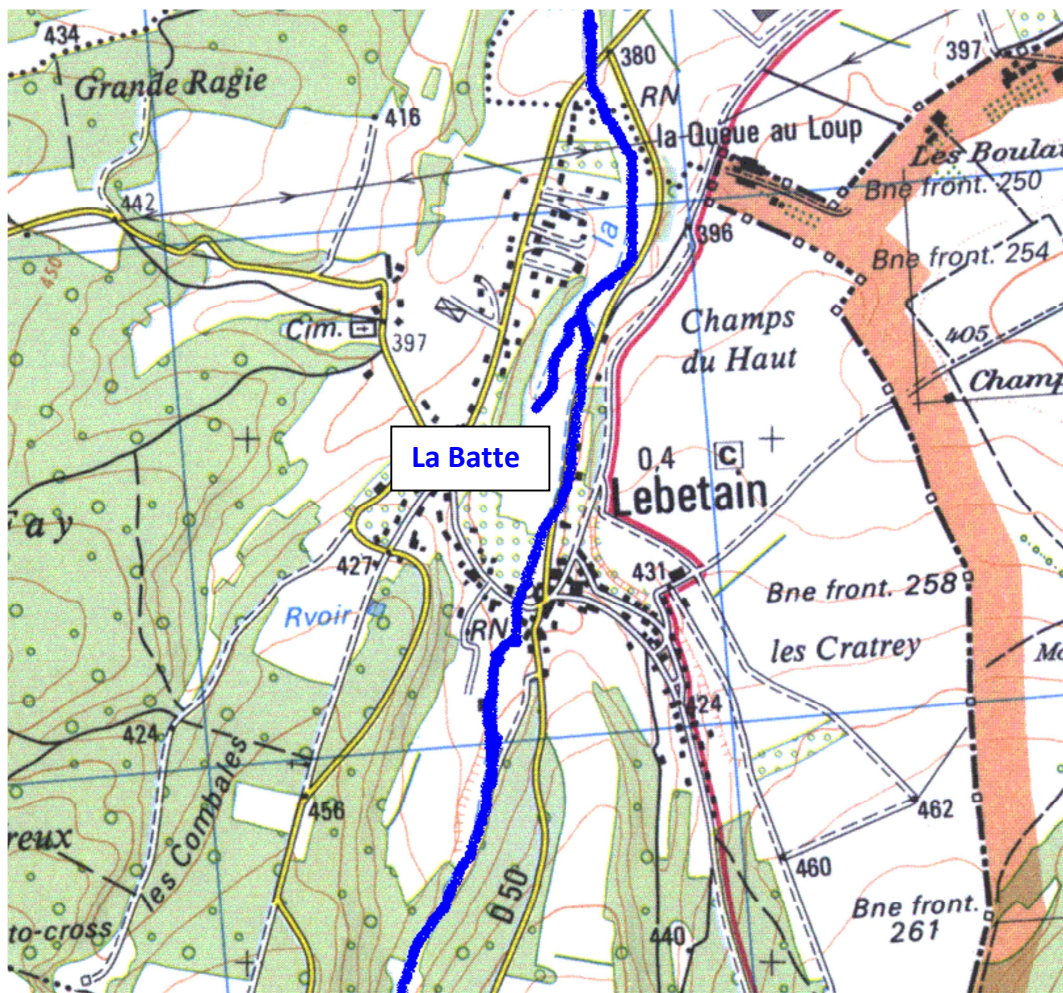 434
380
397
Grande Ragie
RN
416
la Queue au Loup
Les Boulai
Bne front. 250
442
la
396
Bne front. 254
450
Champs
du Haut
405
Cim.
397
Champ
La Batte
0,4
C
Lebetain
Fay
427
431
Bne front. 258
Rvoir
RN
les Cratrey
Mo
424
424
456
462
les Combales
reux
460
D 50
Bne front.
261
to-cross
440